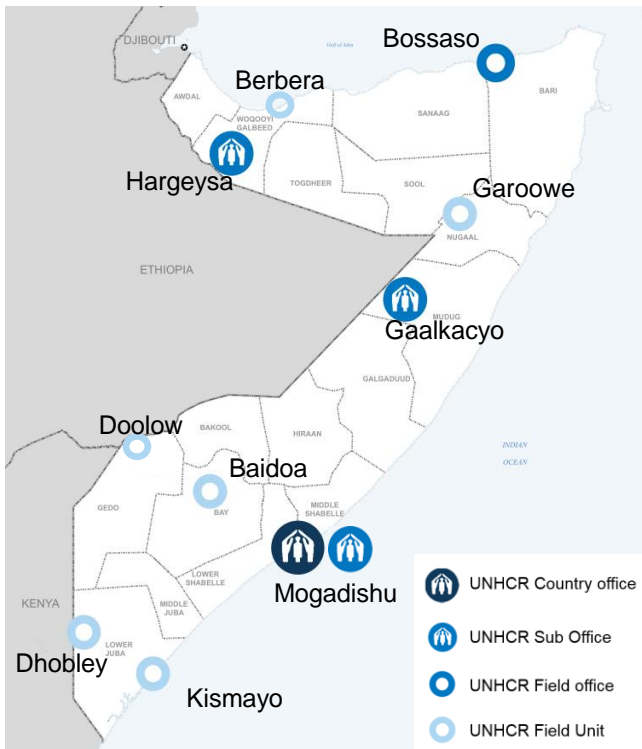 Bossaso
DJIBOUTI
Gulf of Aden
Berbera
AWDAL
WOQOOYI
GALBEED
SANAAG
BARI
Hargeysa
TOGDHEER
SOOL
Garoowe
NUGAAL
ETHIOPIA
MUDUG
Gaalkacyo
GALGADUUD
Doolow
BAKOOL
HIRAAN
INDIAN
OCEAN
Baidoa
GEDO
BAY
MIDDLE
SHABELLE
LOWER
SHABELLE
Mogadishu
KENYA
MIDDLE
JUBA
LOWER
JUBA
Dhobley
Kismayo
UNHCR Country office
UNHCR Sub Office
UNHCR Field office
UNHCR Field Unit